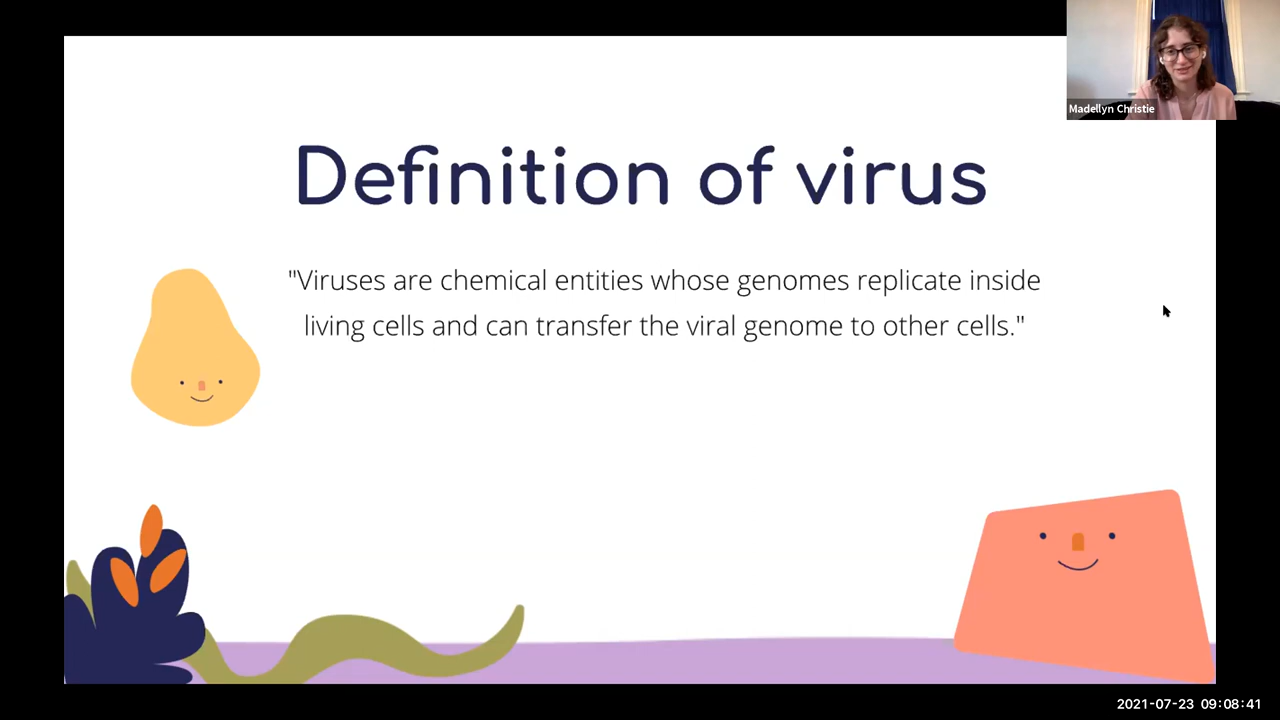 Madellyn Christie
Definition of virus
"Viruses are chemical entities whose genomes replicate inside
living cells and can transfer the viral genome to other cells."
2021-07-23 09:08:41